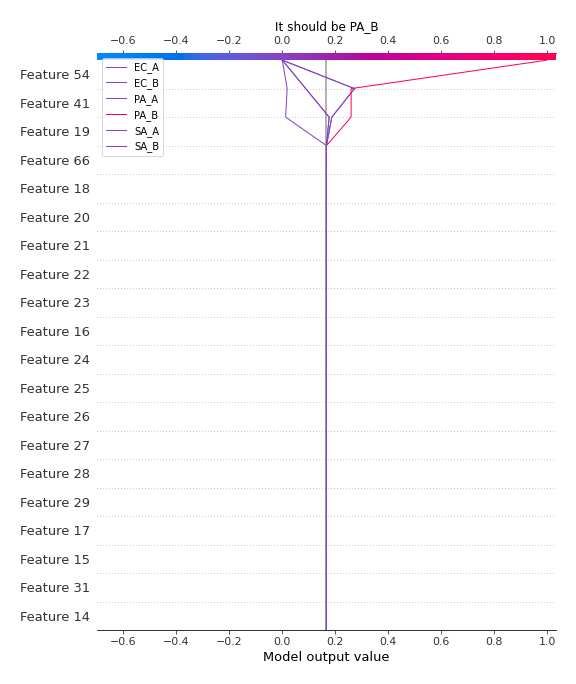 It should be PA_B
−0.6 −0.4 −0.2 0.0 0.2 0.4 0.6 0.8 1.0
EC_A
EC_B
PA_A
PA_B
SA_A
SA_B
Feature 54
Feature 41
Feature 19
Feature 66
Feature 18
Feature 20
Feature 21
Feature 22
Feature 23
Feature 16
Feature 24
Feature 25
Feature 26
Feature 27
Feature 28
Feature 29
Feature 17
Feature 15
Feature 31
Feature 14
−0.6 −0.4 −0.2 0.0 0.2 0.4 0.6 0.8 1.0
Model output value